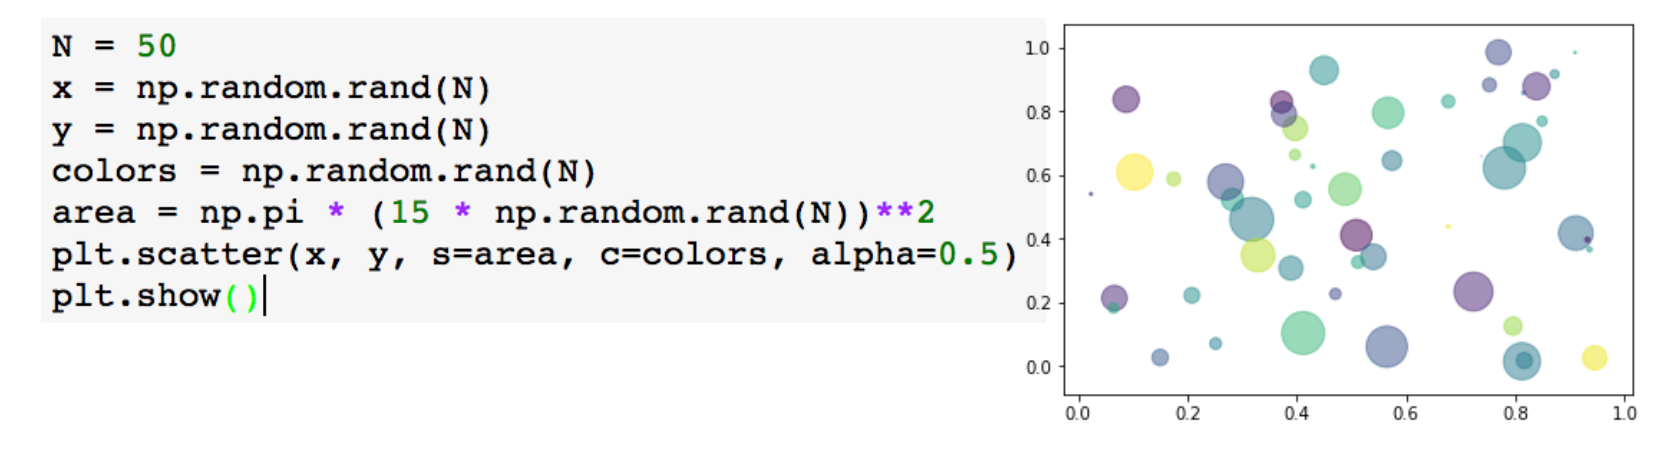 N = 50
x = np.random.rand(N)
y = np.random.rand(N)
colors = np.random.rand(N)
area = np.pi * (15 * np.random.rand(N))**2
plt.scatter(x, y, s=area, c=colors, alpha=0.5)
plt.show()
1.0
0.8
0.6
0.4
0.2
0.0
0.0 0.2 0.4 0.6 0.8 1.0